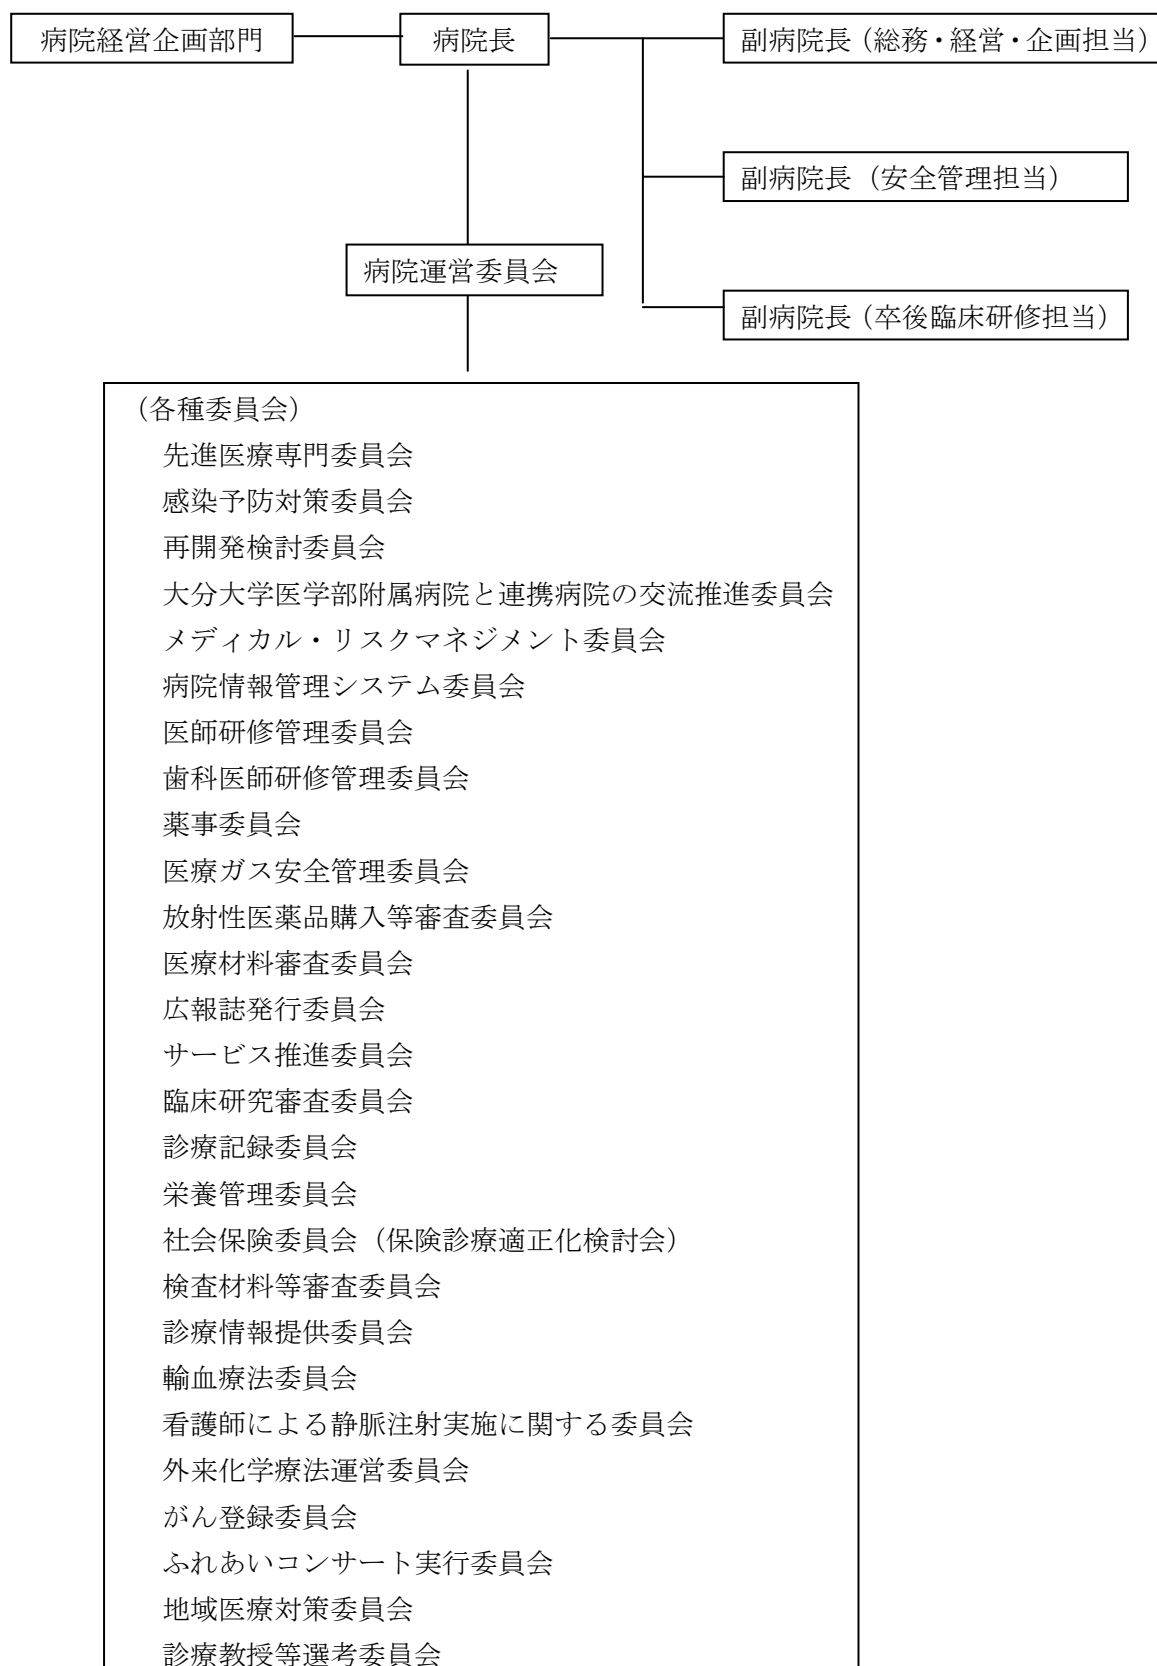 病院経営企画部門
病院長
副病院長(総務・経営・企画担当)
副病院長(安全管理担当)
病院運営委員会
副病院長(卒後臨床研修担当)
(各種委員会)
先進医療専門委員会
感染予防対策委員会
再開発検討委員会
大分大学医学部附属病院と連携病院の交流推進委員会
メディカル・リスクマネジメント委員会
病院情報管理システム委員会
医師研修管理委員会
歯科医師研修管理委員会
薬事委員会
医療ガス安全管理委員会
放射性医薬品購入等審査委員会
医療材料審査委員会
広報誌発行委員会
サービス推進委員会
臨床研究審査委員会
診療記録委員会
栄養管理委員会
社会保険委員会(保険診療適正化検討会)
検査材料等審査委員会
診療情報提供委員会
輸血療法委員会
看護師による静脈注射実施に関する委員会
外来化学療法運営委員会
がん登録委員会
ふれあいコンサート実行委員会
地域医療対策委員会
診療教授等選考委員会